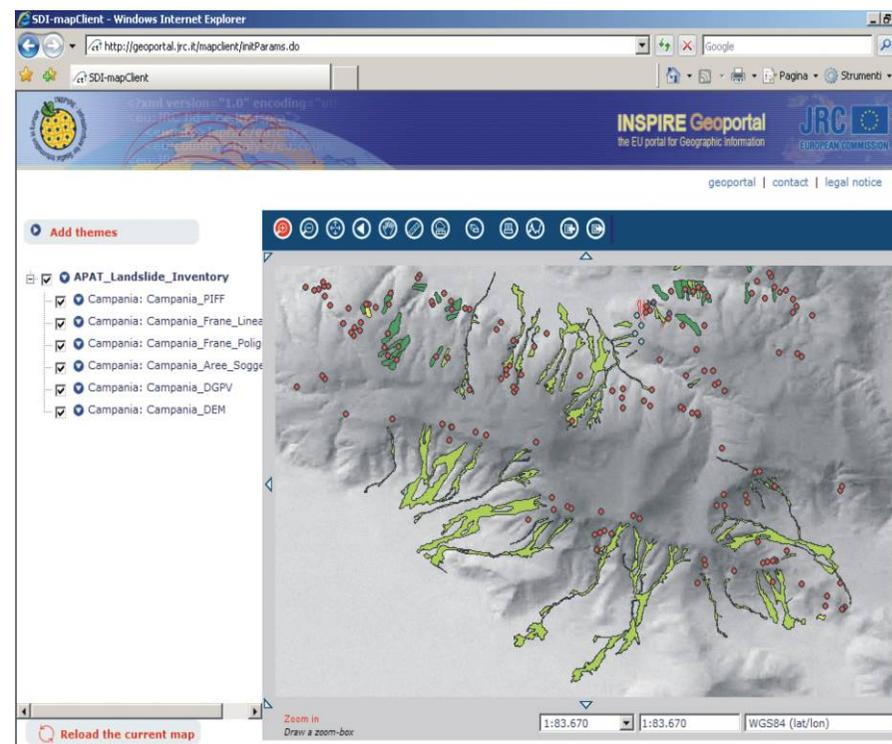 SDI-mapClient - Windows Internet Explorer
http://geoportal.jrc.it/mapclient/initParams.do
Google
SDI-mapClient
Pagina
Strumenti
<?xml version="1.0" encoding="ut
INSPIRE Geoportal
the EU portal for Geographic Information
JRC
EUROPEAN COMMISSION
geoportal | contact | legal notice
Add themes
APAT_Landslide_Inventory
Campania: Campania_PIFF
Campania: Campania_Frane_Linea
Campania: Campania_Frane_Polig
Campania: Campania_Aree_Sogge
Campania: Campania_DGPV
Campania: Campania_DEM
Zoom in
Draw a zoom-box
1:83.670
1:83.670
WGS84 (lat/lon)
Reload the current map